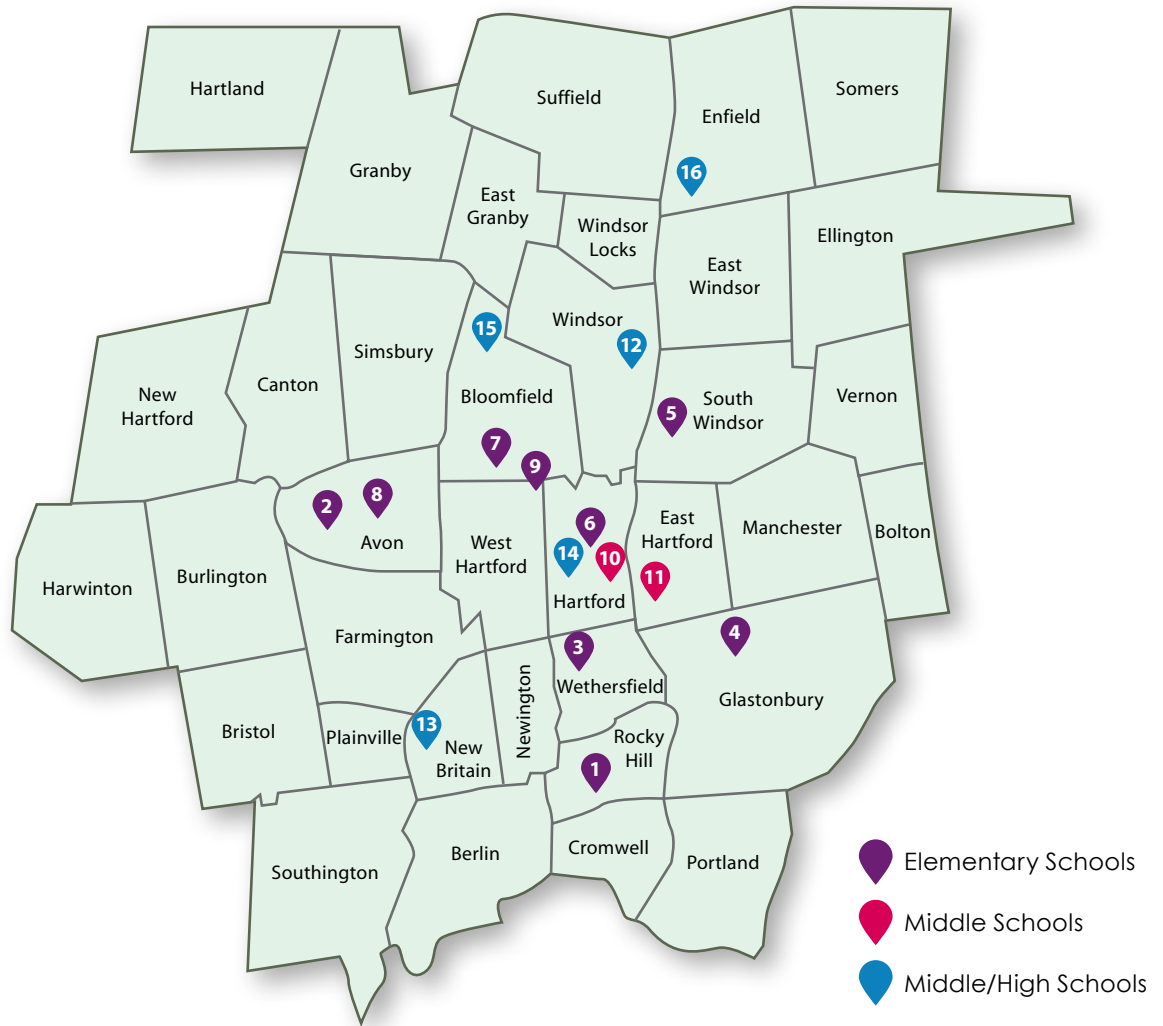 Hartland
Suffield
Enfield
Somers
Granby
16
East
Granby
Windsor
Locks
Ellington
East
Windsor
15
Windsor
12
Simsbury
New
Hartford
Canton
Bloomfield
5
South
Windsor
Vernon
7
9
2
8
Avon
West
Hartford
6
14
10
Hartford
East
Hartford
11
Manchester
Bolton
Harwinton
Burlington
Farmington
3
Wethersfield
4
Glastonbury
Bristol
Plainville
13
New
Britain
Newington
Rocky
Hill
1
Southington
Berlin
Cromwell
Portland
Elementary Schools
Middle Schools
Middle/High Schools